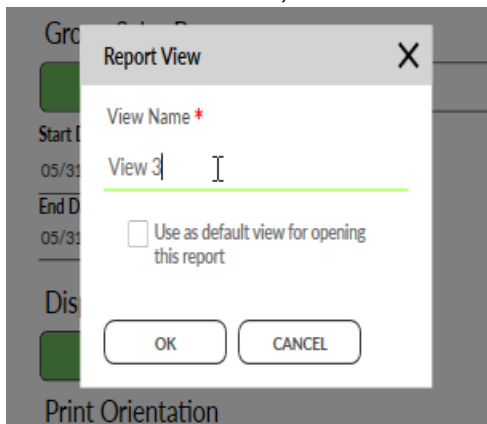 Gro
Report View
View Name *
Start D
View 3
05/31
End D
05/31
Use as default view for opening
this report
Dis
OK
CANCEL
Print Orientation